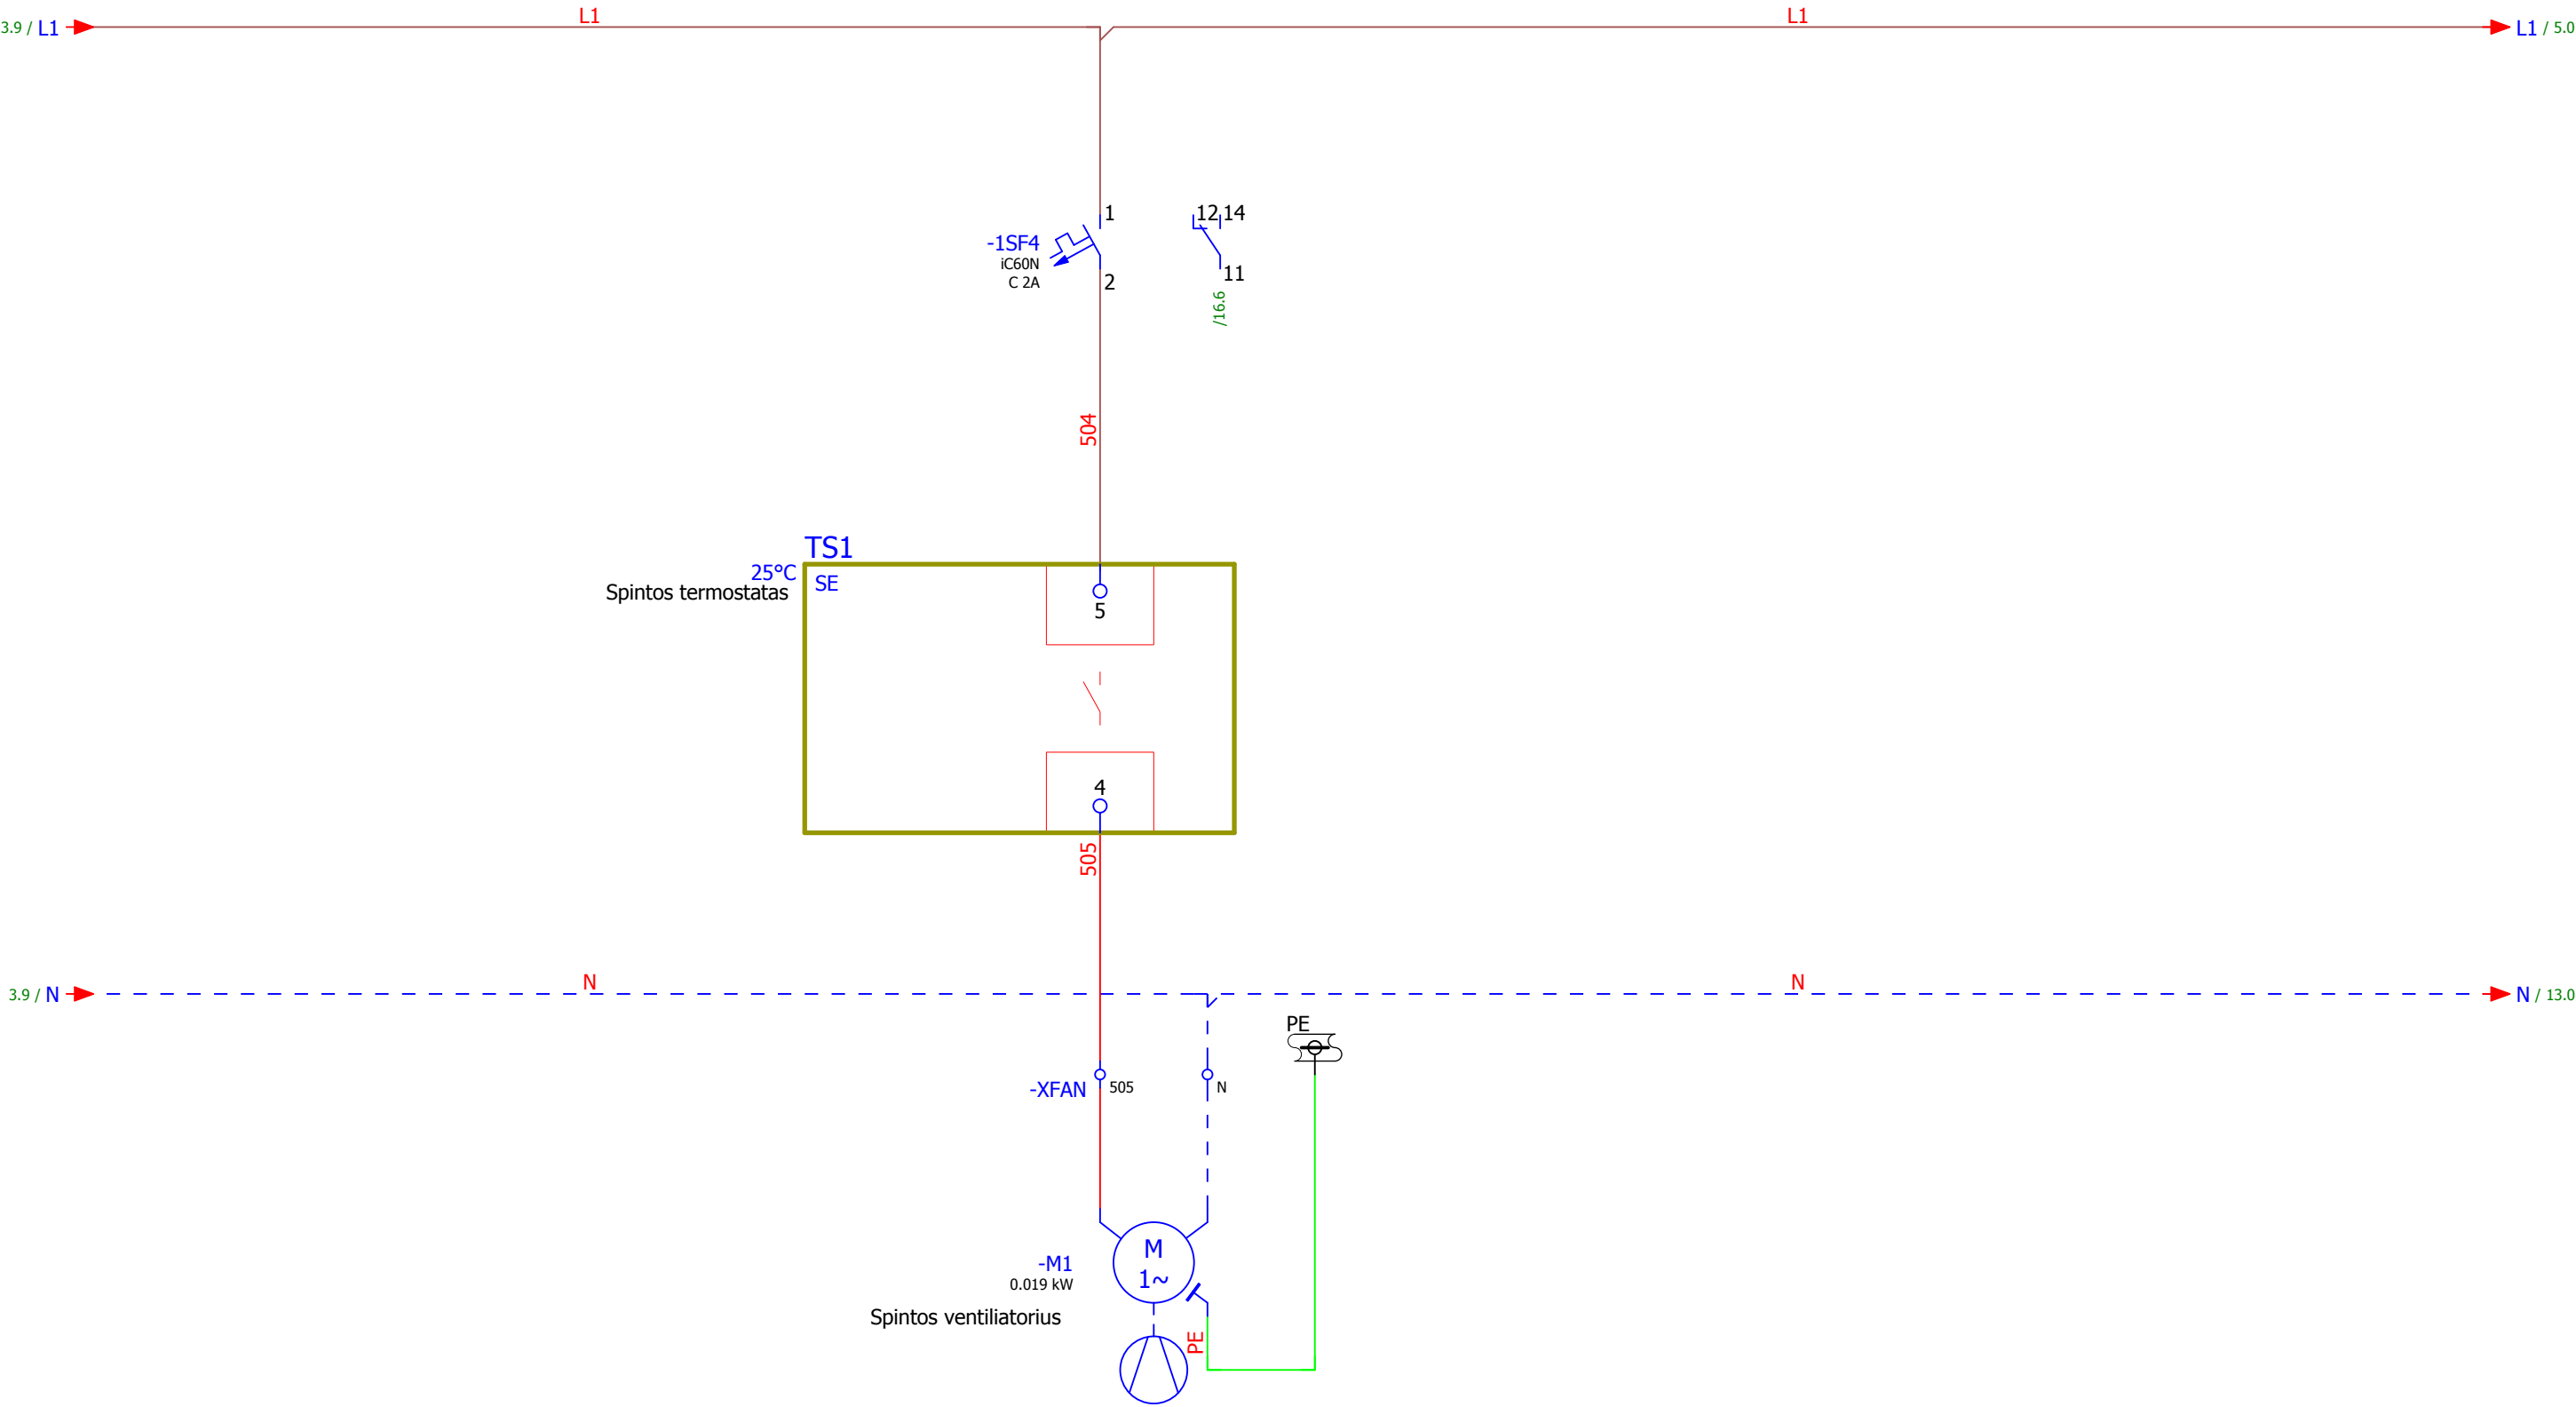 3.9 / L1
L1
L1
L1 / 5.0
1
12 14
-1SF4
iC60N
C 2A
2
11
/16.6
504
TS1
25°C
SE
Spintos termostatas
5
4
505
3.9 / N
N
N
N / 13.0
PE
-XFAN
505
N
M
1~
-M1
0.019 kW
Spintos ventiliatorius
PE